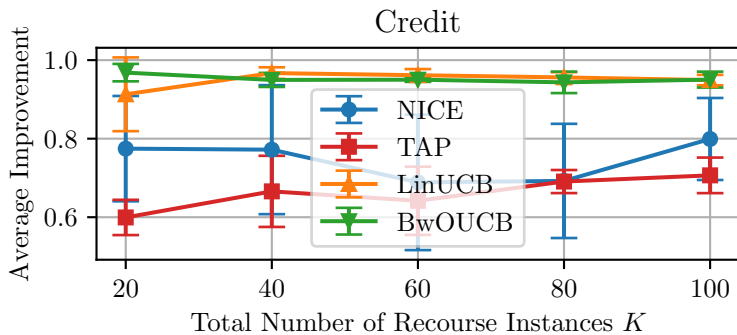 Credit
Average Improvement
1.0
0.8
0.6
NICE
TAP
LinUCB
BwOUCB
20 40 60 80 100
Total Number of Recourse Instances K